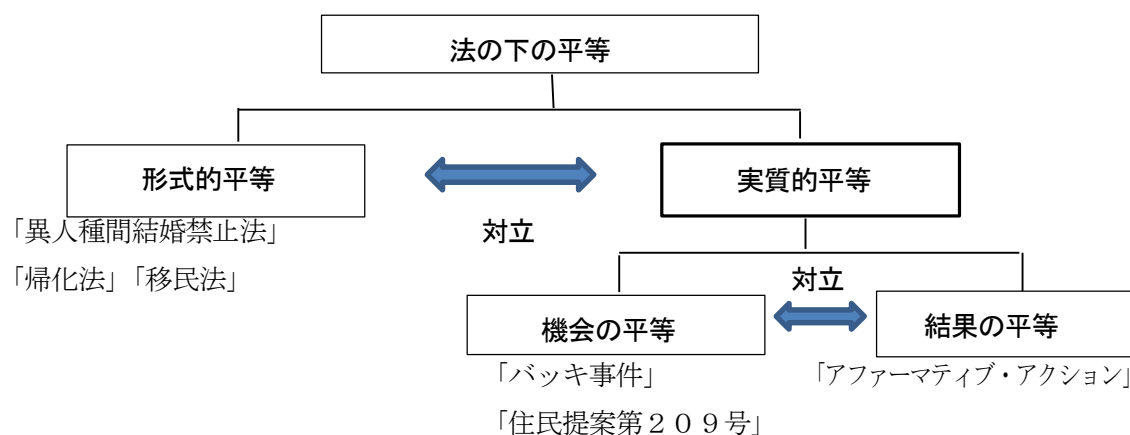 法の下の平等
形式的平等
実質的平等
「異人種間結婚禁止法」
対立
「帰化法」「移民法」
対立
機会の平等
結果の平等
「バッキ事件」
「アファーマティブ・アクション」
「住民提案第２０９号」